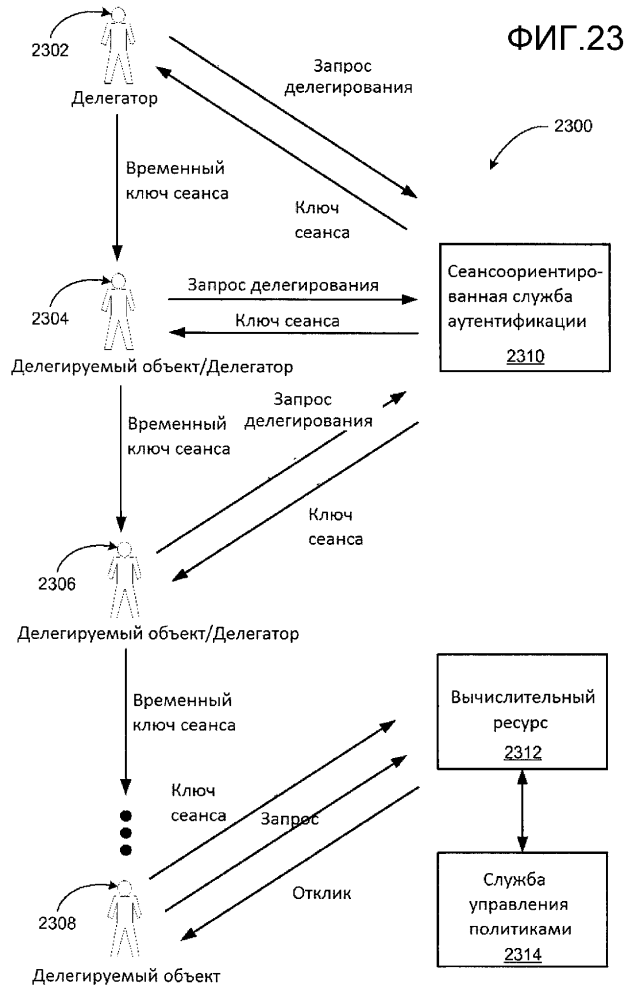 ФИГ.23
2302
Делегатор
Запрос
делегирования
2300
Временный
ключ сеанса
Ключ
сеанса
2304
Запрос делегирования
Ключ сеанса
Сеансоориентиро-
ванная служба
аутентификации
2310
Делегируемый объект/Делегатор
Запрос
делегирования
Временный
ключ сеанса
Ключ
сеанса
2306
Делегируемый объект/Делегатор
Временный
ключ сеанса
Вычислительный
ресурс
2312
Ключ
сеанса
Запрос
Отклик
2308
Служба
управления
политиками
2314
Делегируемый объект